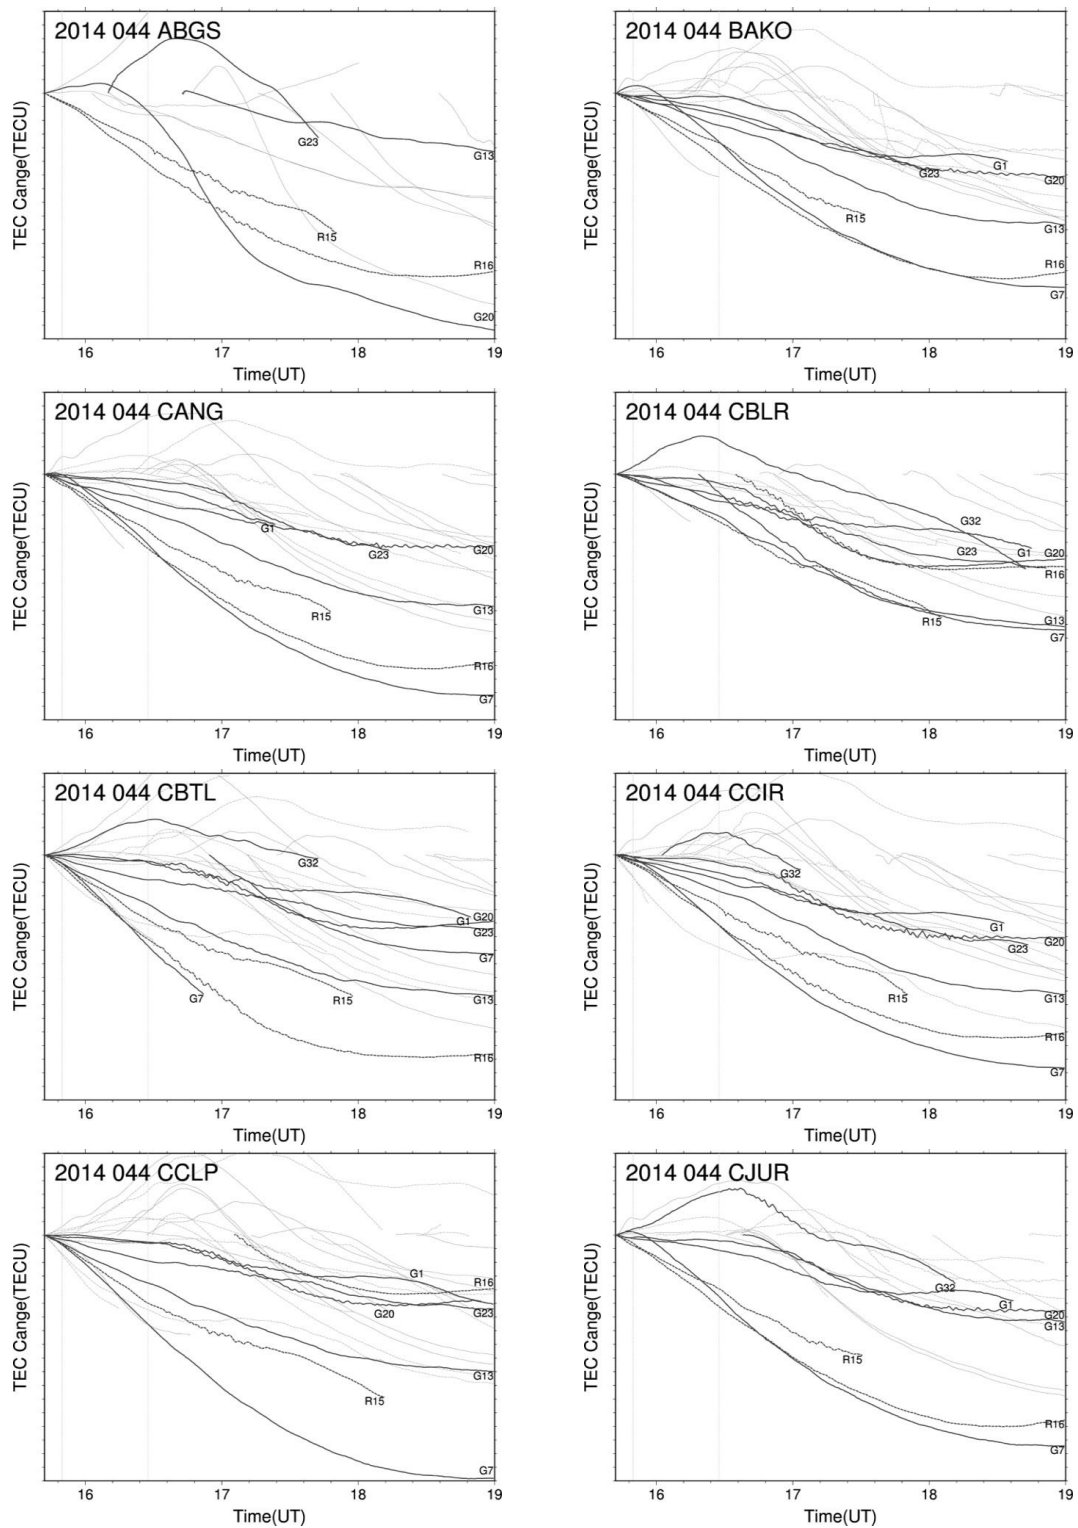 2014 044 ABGS
TEC Cange(TECU)
G23
G13
R15
R16
G20
16 17 18 19
Time(UT)
2014 044 BAKO
TEC Cange(TECU)
G1
G23
G20
R15
G13
R16
G7
16 17 18 19
Time(UT)
2014 044 CANG
TEC Cange(TECU)
G1
G23
G20
G13
R15
R16
G7
16 17 18 19
Time(UT)
2014 044 CBLR
TEC Cange(TECU)
G32
G23
G1
G20
R16
R15
G13
G7
16 17 18 19
Time(UT)
2014 044 CBTL
TEC Cange(TECU)
G32
G1
G20
G23
G7
G7
R15
G13
R16
16 17 18 19
Time(UT)
2014 044 CCIR
TEC Cange(TECU)
G32
G1
G23
G20
R15
G13
R16
G7
16 17 18 19
Time(UT)
2014 044 CCLP
TEC Cange(TECU)
G1
R16
G20
G23
G13
R15
G7
16 17 18 19
Time(UT)
2014 044 CJUR
TEC Cange(TECU)
G32
G1
G20
G13
R15
R16
G7
16 17 18 19
Time(UT)